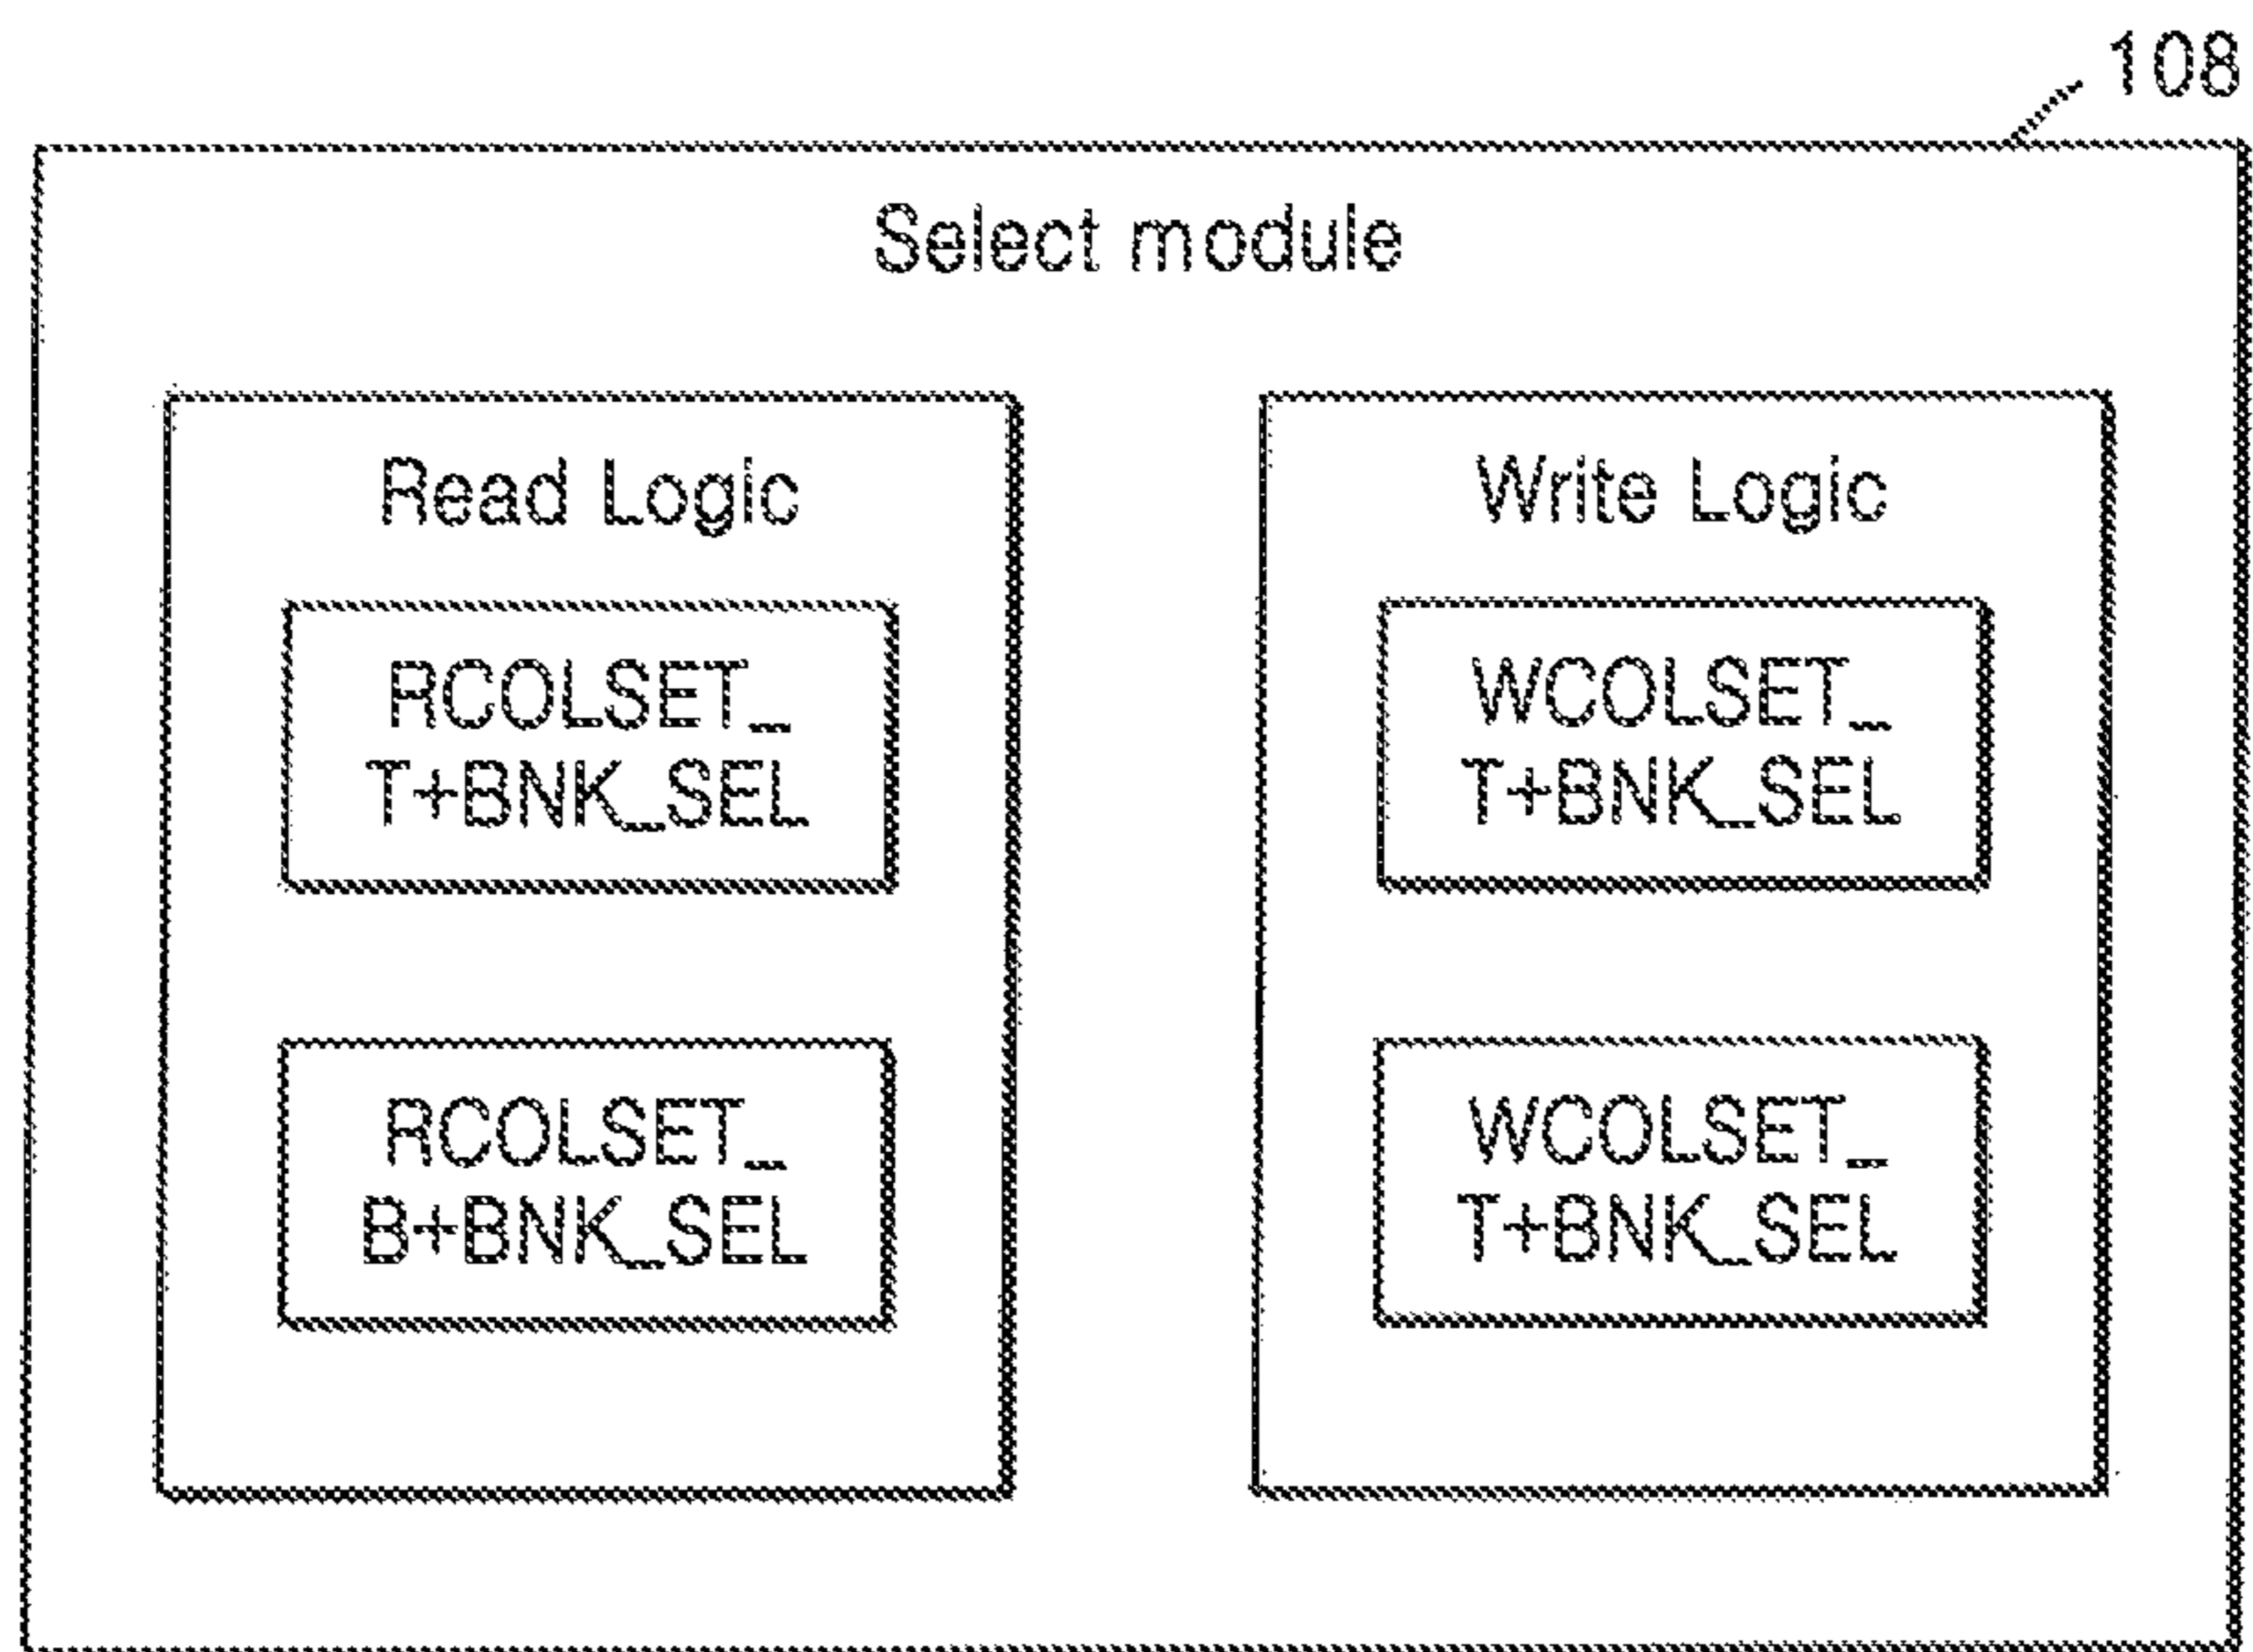 108
Select module
Read Logic
RCOLSET_
T+BNK_SEL
RCOLSET_
B+BNK_SEL
Write Logic
WCOLSET_
T+BNK_SEL
WCOLSET_
T+BNK_SEL